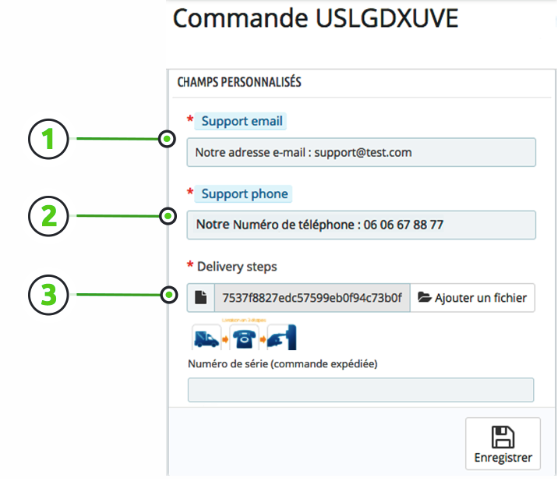 Commande USLGDXUVE
CHAMPS PERSONNALISÉS
* Support email
1
Notre adresse e-mail : support@test.com
* Support phone
2
Notre Numéro de téléphone : 06 06 67 88 77
* Delivery steps
3
7537f8827edc57599eb0f94c73b0f
Ajouter un fichier
Numéro de série (commande expédiée)
Enregistrer